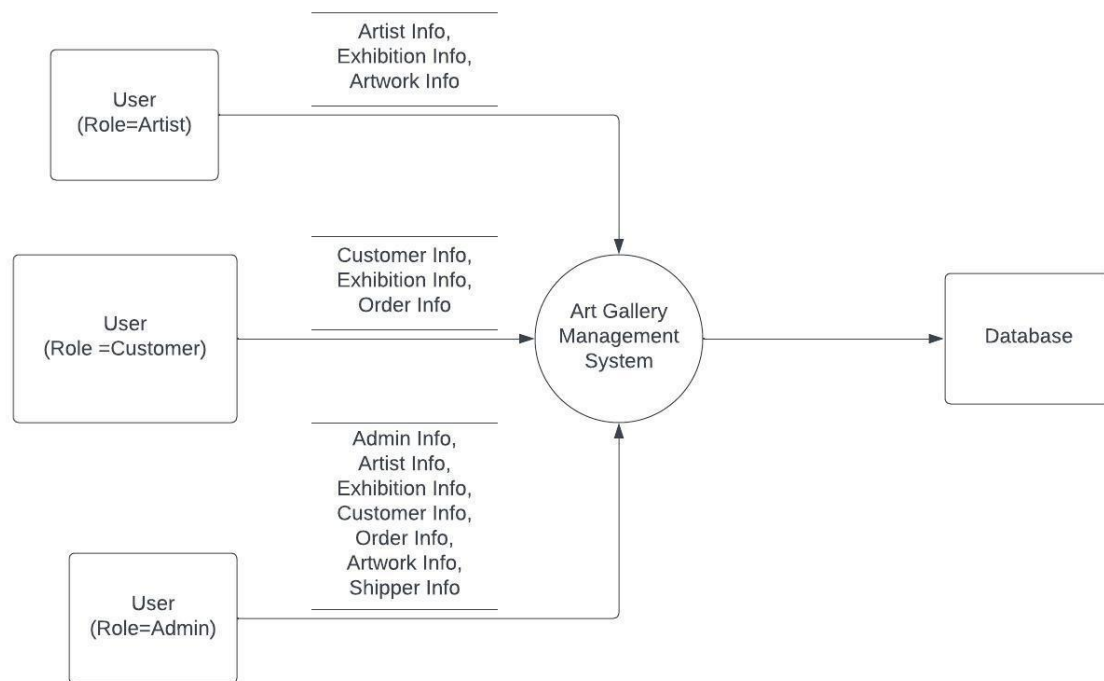 Artist Info,
Exhibition Info,
Artwork Info
User
(Role=Artist)
Customer Info,
Exhibition Info,
Order Info
User
(Role =Customer)
Art Gallery
Management
System
Database
Admin Info,
Artist Info,
Exhibition Info,
Customer Info,
Order Info,
Artwork Info,
Shipper Info
User
(Role=Admin)